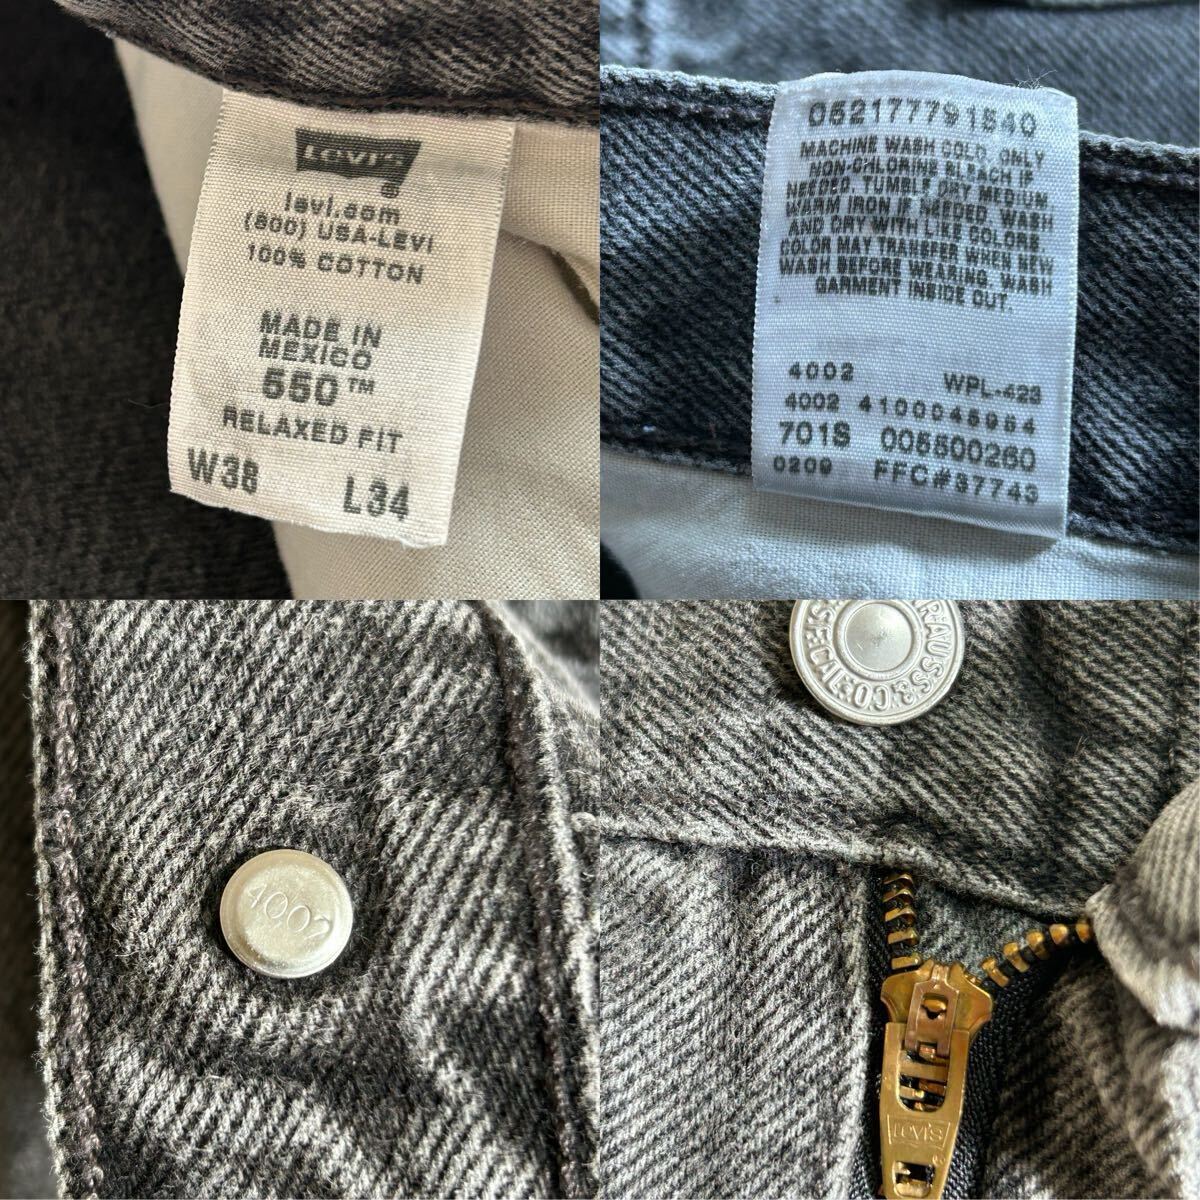 LEVI'S
®
levi.com
(800) USA-LEVI
100% COTTON
MADE IN
MEXICO
550™
RELAXED FIT
W38 L34
052177791840
MACHINE WASH COLD, ONLY
NON-CHLORINE BLEACH IF
NEEDED, TUMBLE DRY MEDIUM,
WARM IRON IF NEEDED, WASH
AND DRY WITH LIKE COLORS.
COLOR MAY TRANSFER WHEN NEW
WASH BEFORE WEARING, WASH
GARMENT INSIDE OUT.
4002 WPL-423
4002 4100045984
701S 005500260
0209 FFC#37743
4002
RAUSS & CO. S.F. CAL.
LEVI'S